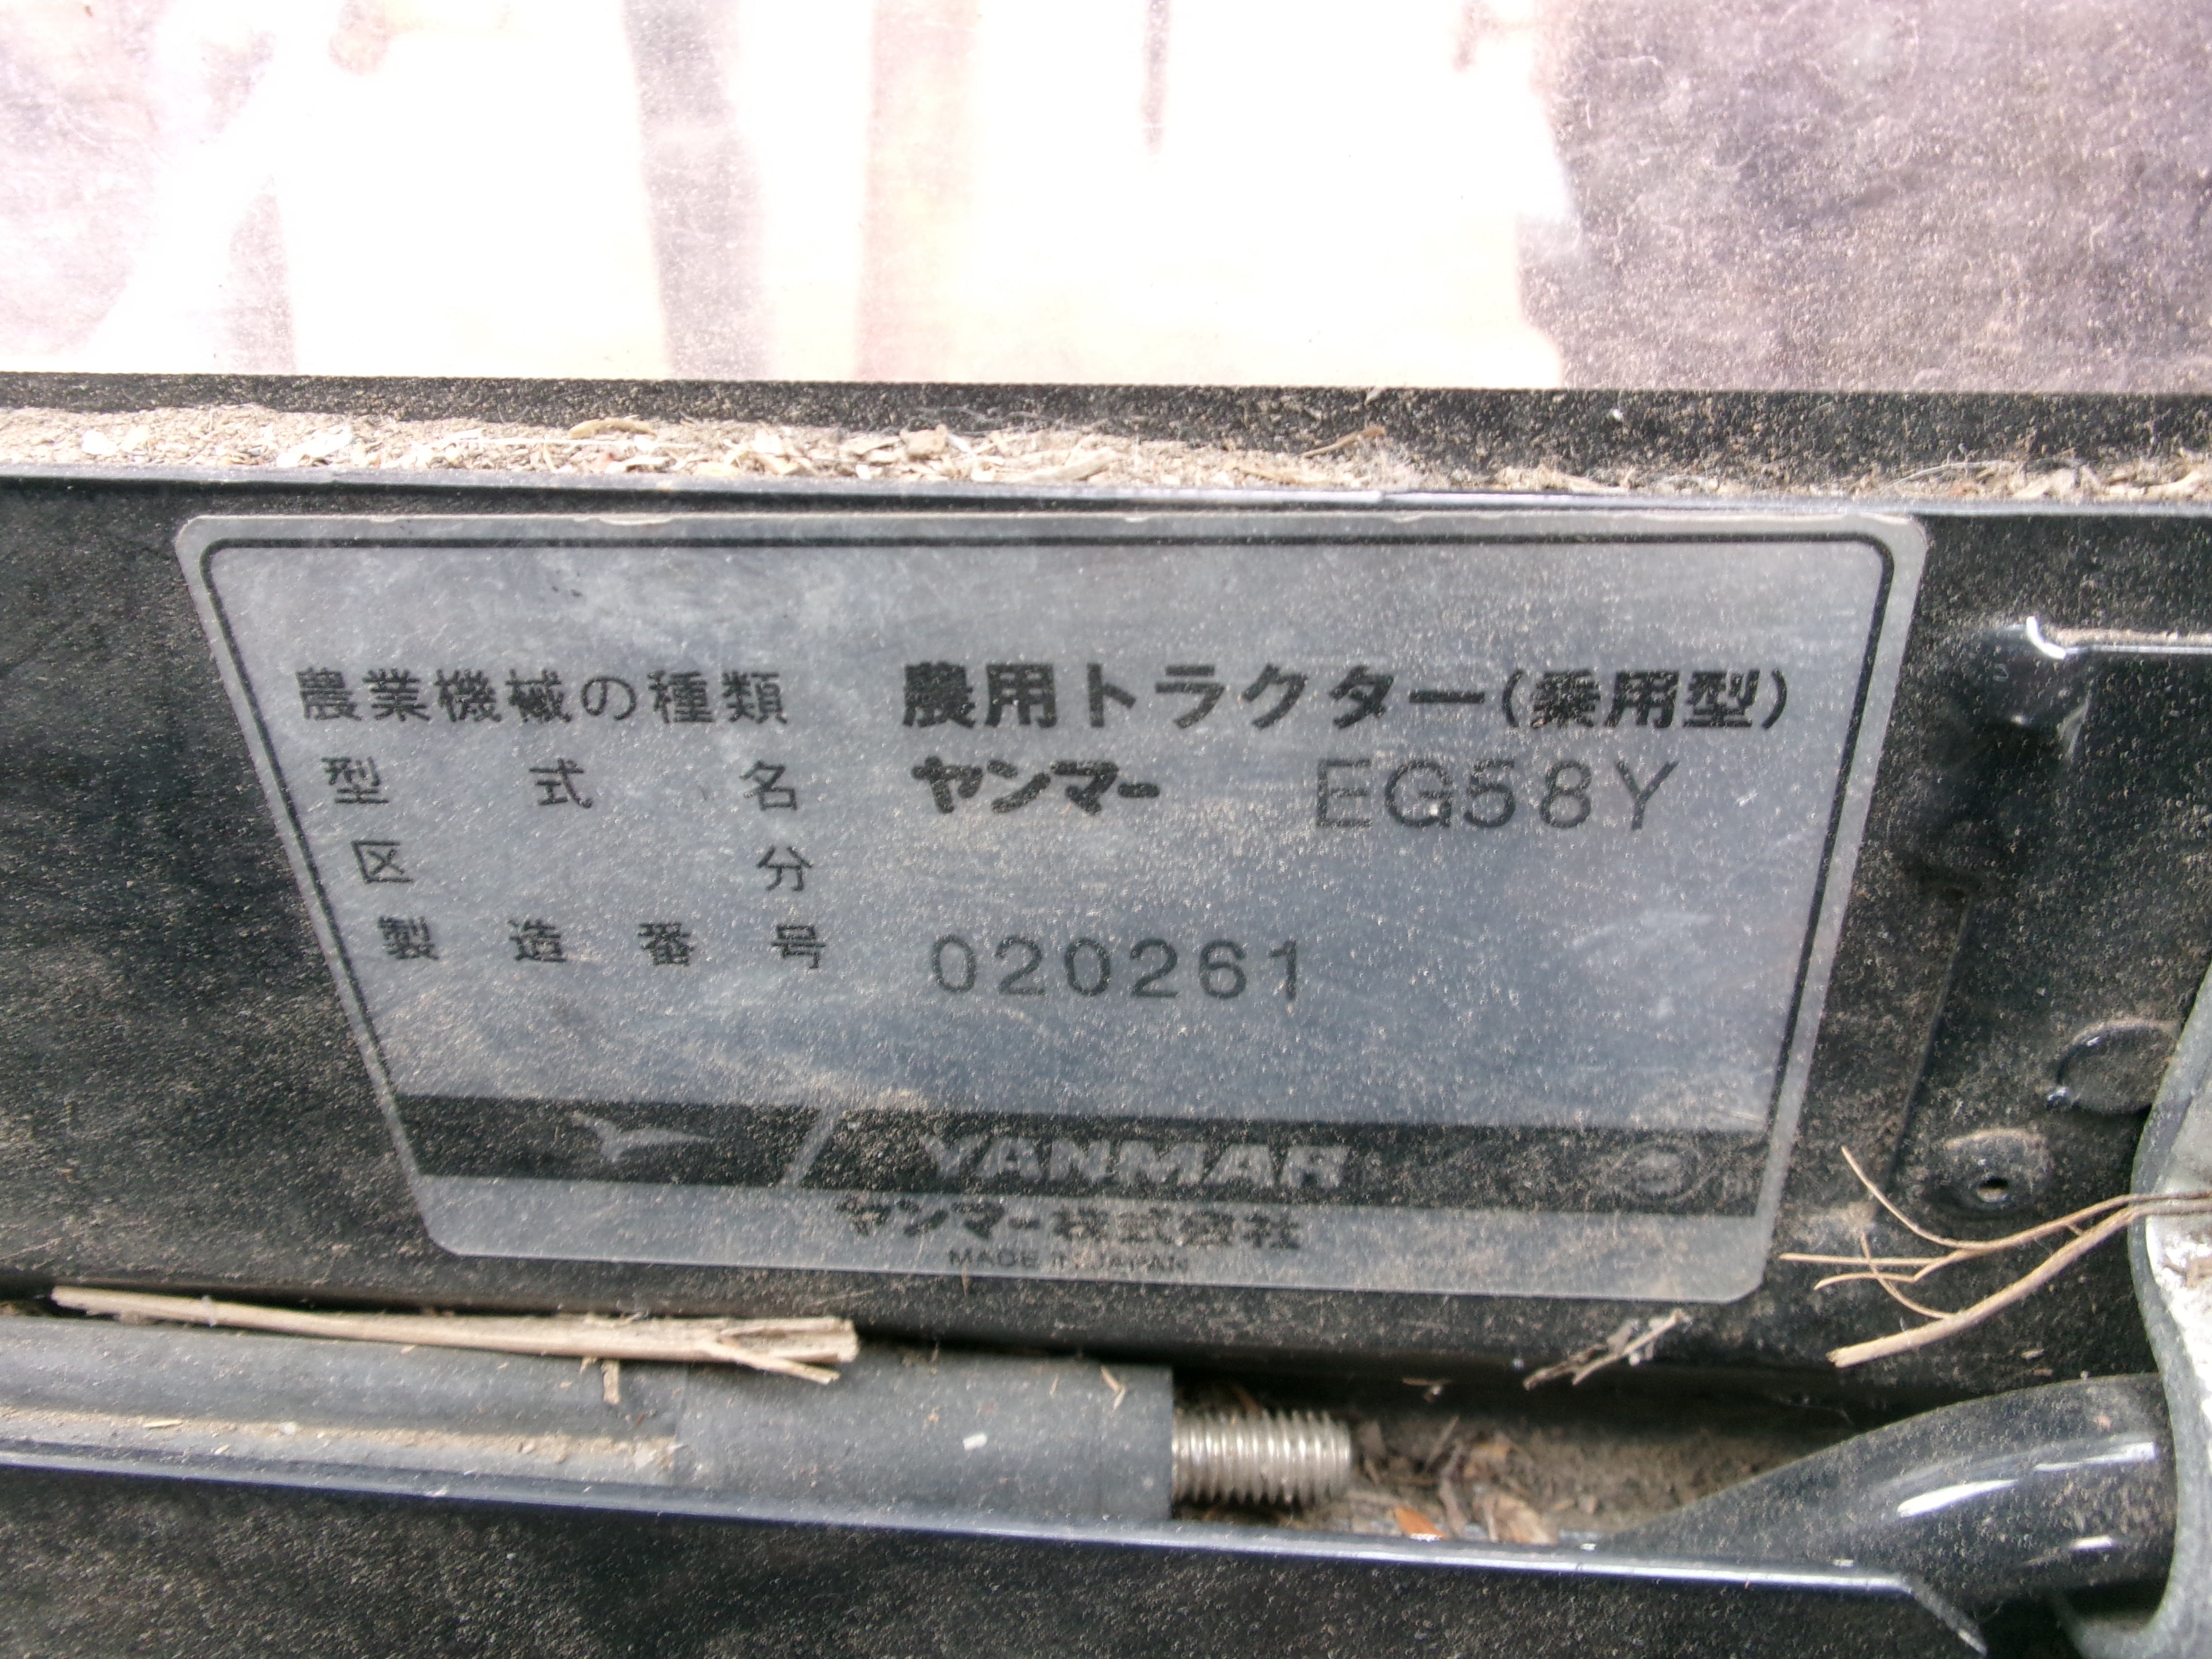 農業機械の種類 農用トラクター(乗用型)
型式名 ヤンマー EG58Y
区分
製造番号 020261
YANMAR
ヤンマー株式会社
MADE IN JAPAN